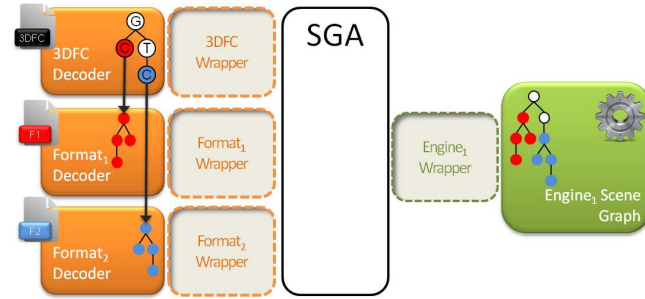 SGA
3DFC
G
C
T
C
3DFC
Decoder
3DFC
Wrapper
F1
Format₁
Decoder
Format₁
Wrapper
Engine₁
Wrapper
Engine₁ Scene
Graph
F2
Format₂
Decoder
Format₂
Wrapper